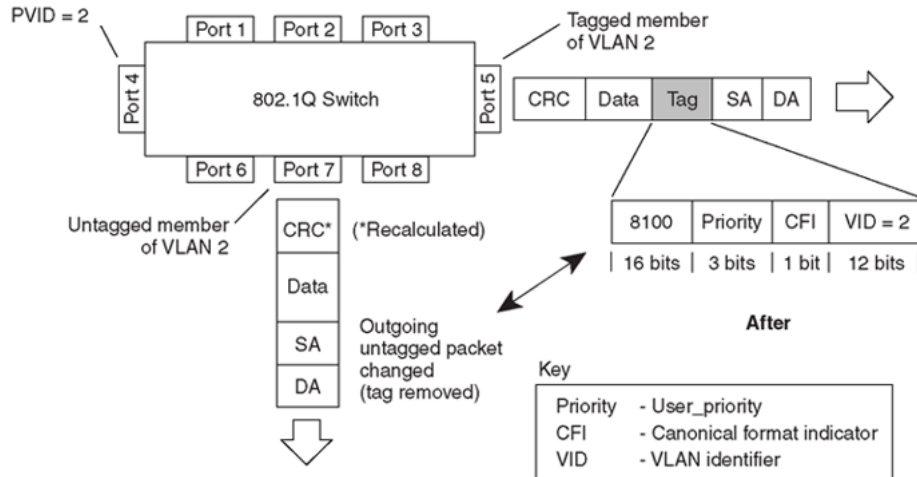 PVID = 2
Port 1
Port 2
Port 3
Tagged member
of VLAN 2
Port 4
802.1Q Switch
Port 5
CRC
Data
Tag
SA
DA
Port 6
Port 7
Port 8
Untagged member
of VLAN 2
CRC*
(*Recalculated)
Data
SA
DA
Outgoing
untagged packet
changed
(tag removed)
8100
Priority
CFI
VID = 2
16 bits
3 bits
1 bit
12 bits
After
Key
Priority - User_priority
CFI - Canonical format indicator
VID - VLAN identifier